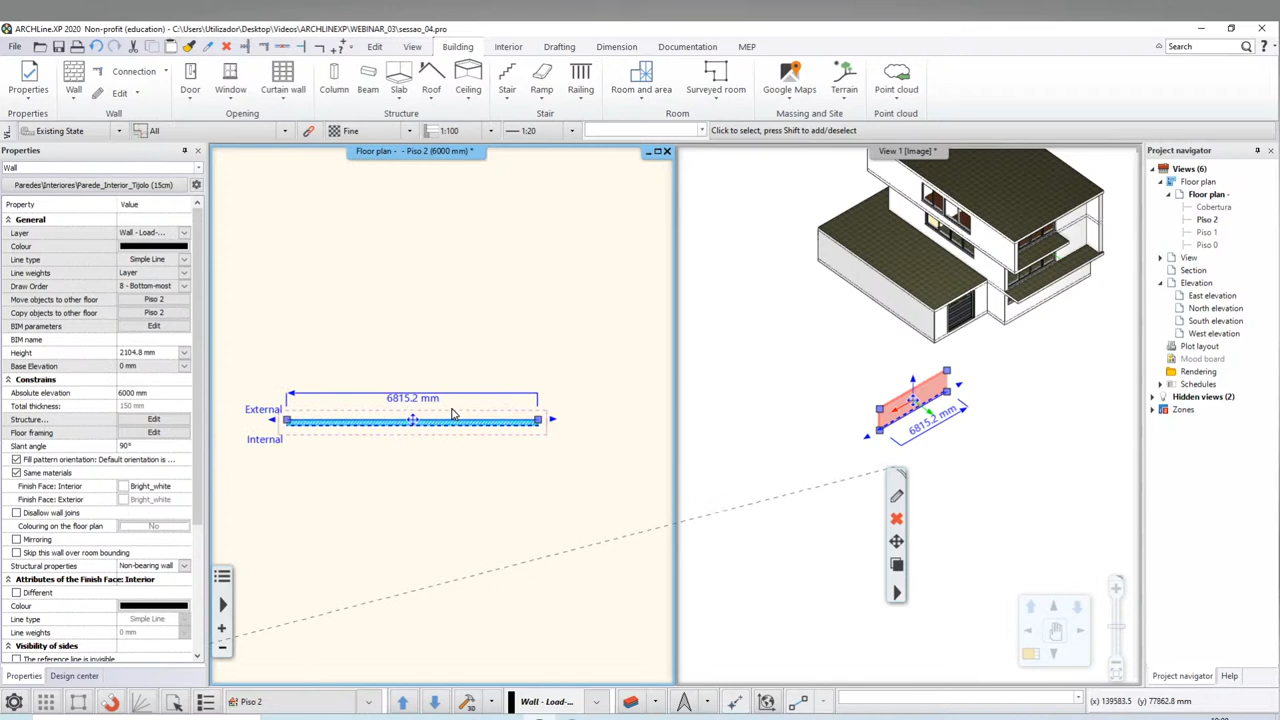 ARCHLine.XP 2020 Non-profit (education) - C:\Users\Utilizador\Desktop\Videos\ARCHLINEXP\WEBINAR_03\sessao_04.pro
File Edit View Building Interior Drafting Dimension Documentation MEP Search
Properties Wall Connection Edit Door Window Curtain wall Column Beam Slab Roof Ceiling Stair Ramp Railing Room and area Surveyed room Google Maps Terrain Point cloud
Properties Wall Opening Structure Stair Room Massing and Site Point cloud
Existing State All Fine 1:100 1:20 Click to select, press Shift to add/deselect
Properties
Wall
Paredes\Interiores\Parede_Interior_Tijolo (15cm)
Property Value
General
Layer Wall - Load-...
Colour
Line type Simple Line
Line weights Layer
Draw Order 8 - Bottom-most
Move objects to other floor Piso 2
Copy objects to other floor Piso 2
BIM parameters Edit
BIM name
Height 2104.8 mm
Base Elevation 0 mm
Constrains
Absolute elevation 6000 mm
Total thickness: 150 mm
Structure... Edit
Floor framing Edit
Slant angle 90°
Fill pattern orientation: Default orientation is ...
Same materials
Finish Face: Interior Bright_white
Finish Face: Exterior Bright_white
Disallow wall joins
Colouring on the floor plan No
Mirroring
Skip this wall over room bounding
Structural properties Non-bearing wall
Attributes of the Finish Face: Interior
Different
Colour
Line type Simple Line
Line weights 0 mm
Visibility of sides
The reference line is invisible
Properties Design center
Floor plan - - Piso 2 (6000 mm) *
6815.2 mm
External
Internal
View 1 [Image] *
6815.2 mm
Project navigator
Views (6)
Floor plan
Floor plan -
Cobertura
Piso 2
Piso 1
Piso 0
View
Section
Elevation
East elevation
North elevation
South elevation
West elevation
Plot layout
Mood board
Rendering
Schedules
Hidden views (2)
Zones
Project navigator Help
Piso 2 30 Wall - Load-... (x) 139583.5 (y) 77862.8 mm